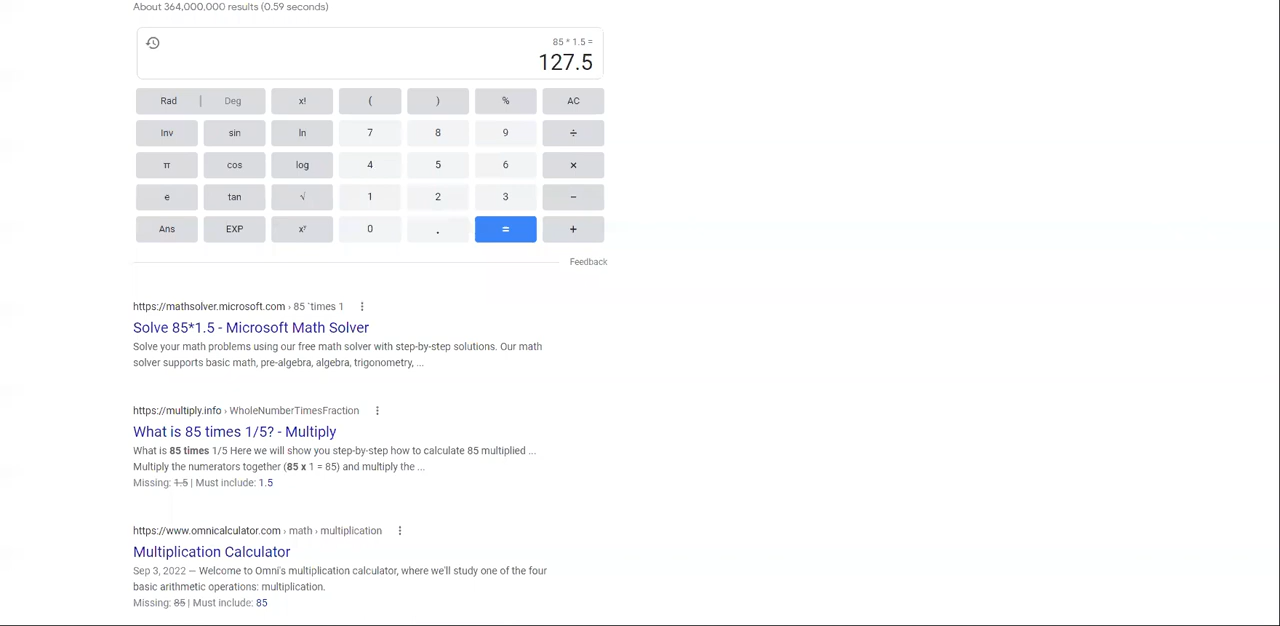 About 364,000,000 results (0.59 seconds)
85 * 1.5 =
127.5
Rad | Deg x! ( ) % AC
Inv sin ln 7 8 9 ÷
π cos log 4 5 6 ×
e tan √ 1 2 3 −
Ans EXP xʸ 0 . = +
Feedback
https://mathsolver.microsoft.com › 85 `times 1
Solve 85*1.5 - Microsoft Math Solver
Solve your math problems using our free math solver with step-by-step solutions. Our math
solver supports basic math, pre-algebra, algebra, trigonometry, ...
https://multiply.info › WholeNumberTimesFraction
What is 85 times 1/5? - Multiply
What is 85 times 1/5 Here we will show you step-by-step how to calculate 85 multiplied ...
Multiply the numerators together (85 x 1 = 85) and multiply the ...
Missing: 1.5 | Must include: 1.5
https://www.omnicalculator.com › math › multiplication
Multiplication Calculator
Sep 3, 2022 — Welcome to Omni's multiplication calculator, where we'll study one of the four
basic arithmetic operations: multiplication.
Missing: 85 | Must include: 85